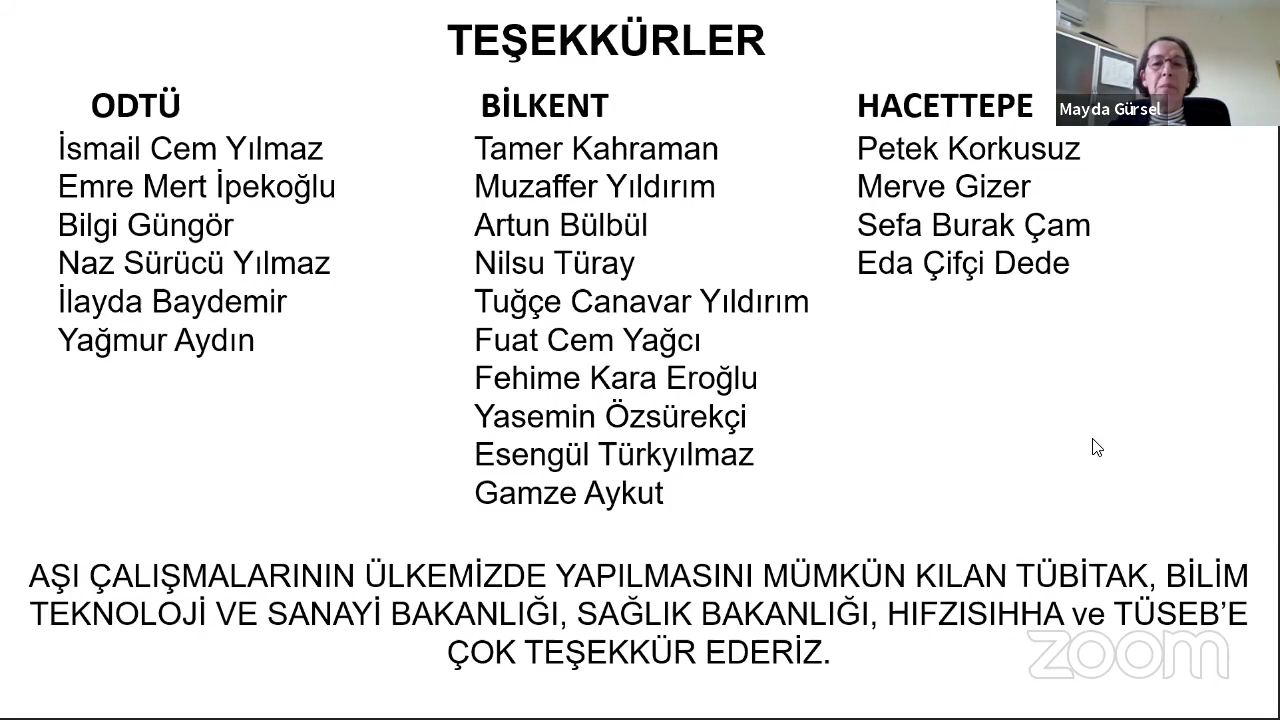 TEŞEKKÜRLER
ODTÜ
İsmail Cem Yılmaz
Emre Mert İpekoğlu
Bilgi Güngör
Naz Sürücü Yılmaz
İlayda Baydemir
Yağmur Aydın
BİLKENT
Tamer Kahraman
Muzaffer Yıldırım
Artun Bülbül
Nilsu Türay
Tuğçe Canavar Yıldırım
Fuat Cem Yağcı
Fehime Kara Eroğlu
Yasemin Özsürekçi
Esengül Türkyılmaz
Gamze Aykut
HACETTEPE
Petek Korkusuz
Merve Gizer
Sefa Burak Çam
Eda Çifçi Dede
Mayda Gürsel
AŞI ÇALIŞMALARININ ÜLKEMİZDE YAPILMASINI MÜMKÜN KILAN TÜBİTAK, BİLİM
TEKNOLOJİ VE SANAYİ BAKANLIĞI, SAĞLIK BAKANLIĞI, HIFZISIHHA ve TÜSEB’E
ÇOK TEŞEKKÜR EDERİZ.
zoom